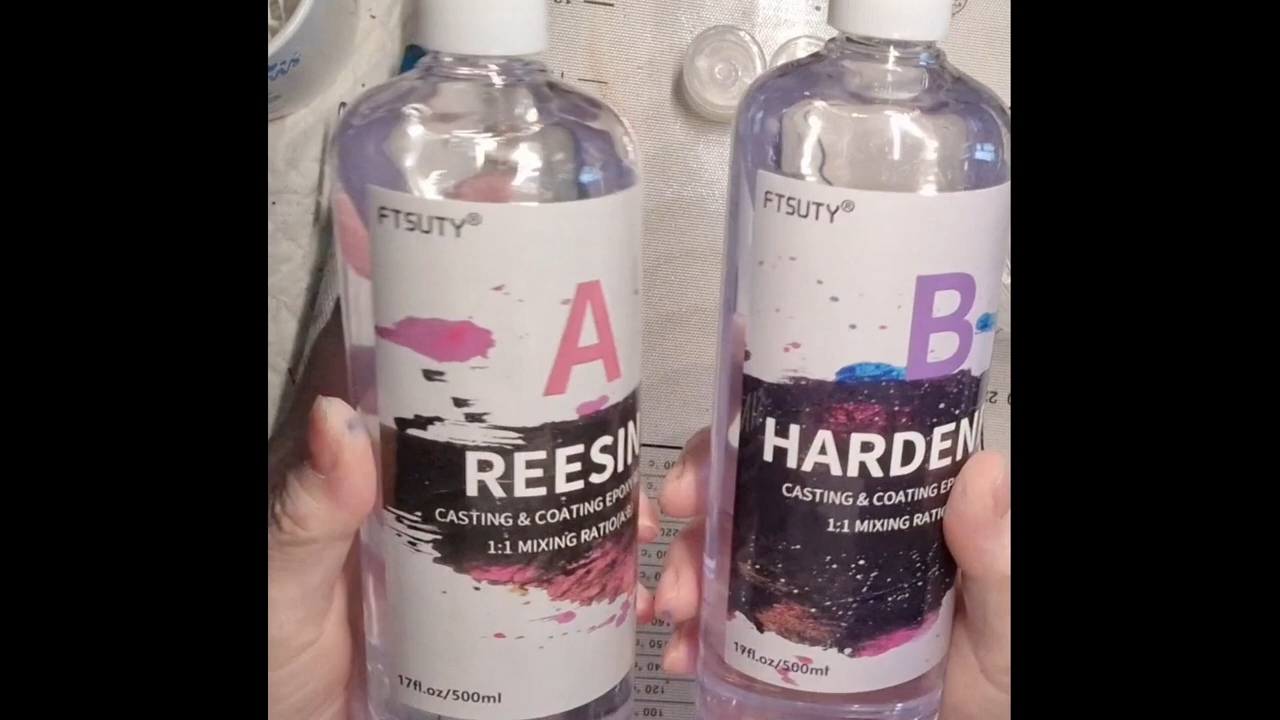 FTSUTY®
A
REESIN
CASTING & COATING EPOXY
1:1 MIXING RATIO(A:B)
17fl.oz/500ml
FTSUTY®
B
HARDEN
CASTING & COATING EP
1:1 MIXING RATIO
17fl.oz/500ml